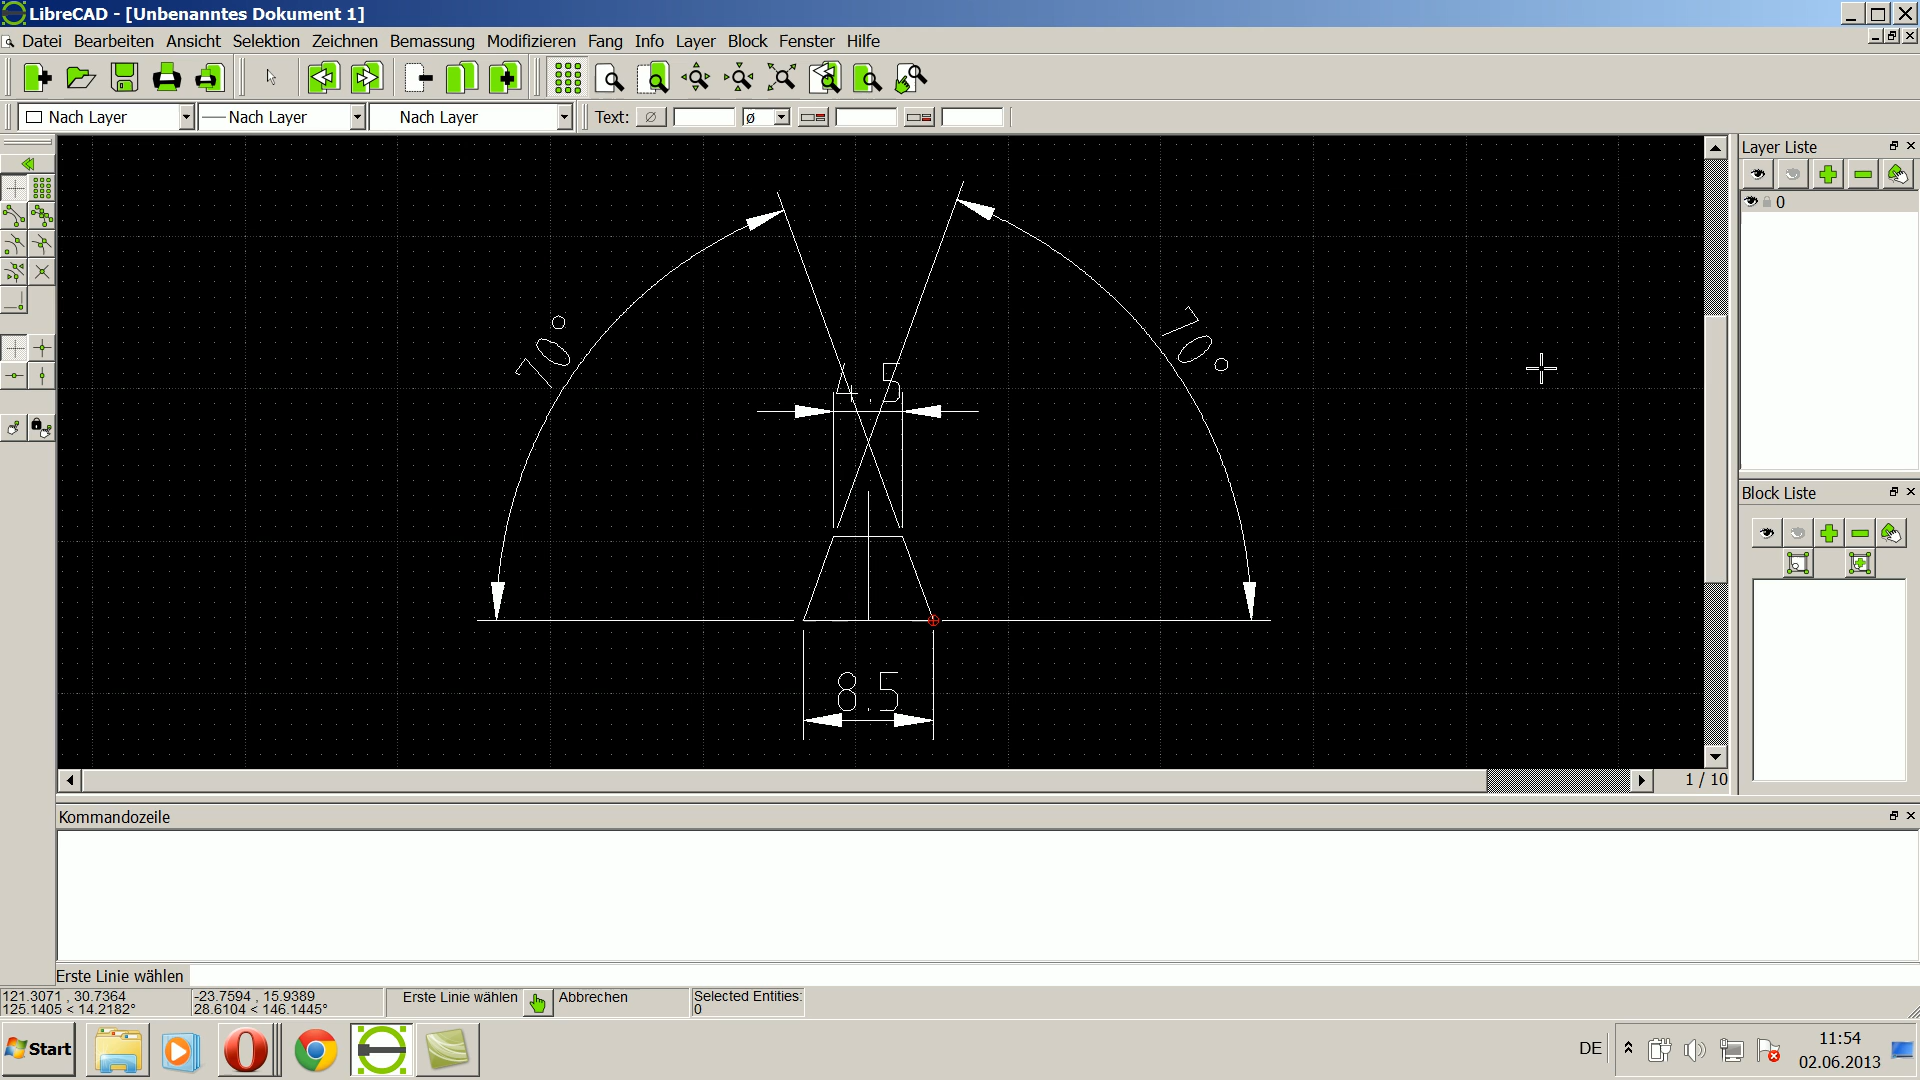 LibreCAD - [Unbenanntes Dokument 1]
Datei Bearbeiten Ansicht Selektion Zeichnen Bemassung Modifizieren Fang Info Layer Block Fenster Hilfe
Nach Layer Nach Layer Nach Layer Text: ø
Layer Liste
0
70°
70°
4.5
8.5
Block Liste
1 / 10
Kommandozeile
Erste Linie wählen
121.3071 , 30.7364
125.1405 < 14.2182°
-23.7594 , 15.9389
28.6104 < 146.1445°
Erste Linie wählen Abbrechen
Selected Entities:
0
Start
DE
11:54
02.06.2013